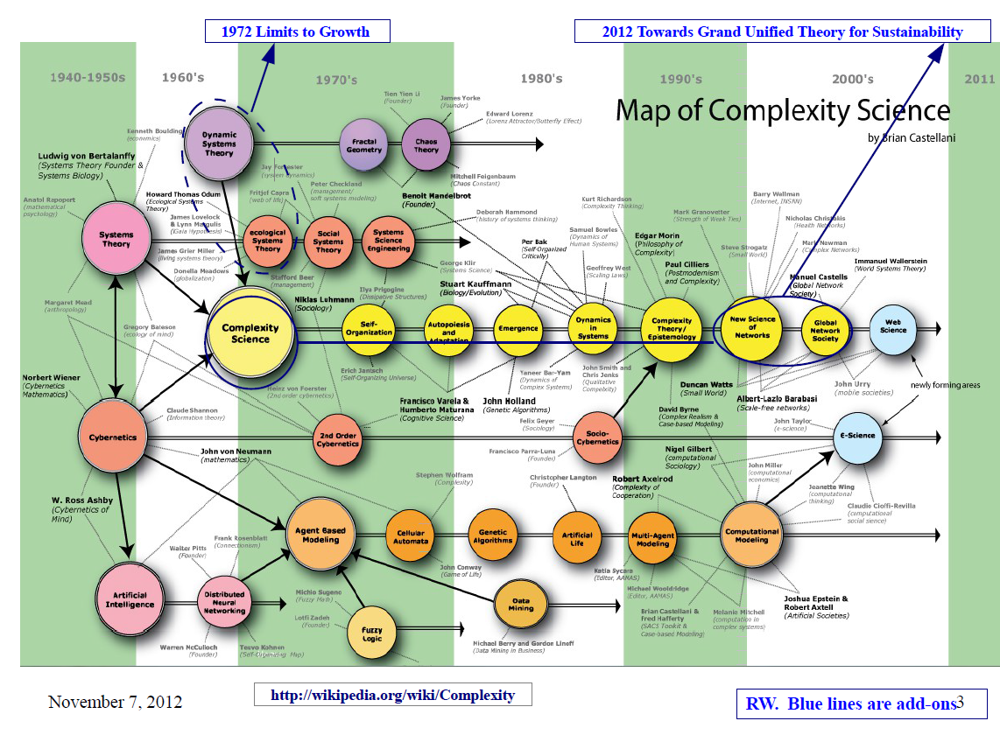 1972 Limits to Growth
2012 Towards Grand Unified Theory for Sustainability
1940-1950s
1960's
1970's
1980's
1990's
2000's
2011
Map of Complexity Science
by Brian Castellani
Tien Yien Li
(Founder)
James Yorke
(Founder)
Edward Lorenz
(Lorenz Attractor/Butterfly Effect)
Kenneth Boulding
(economics)
Dynamic
Systems
Theory
Fractal
Geometry
Chaos
Theory
Mitchell Feigenbaum
(Chaos Constant)
Benoit Mandelbrot
(Founder)
Ludwig von Bertalanffy
(Systems Theory Founder &
Systems Biology)
Anatol Rapoport
(mathematical
psychology)
Howard Thomas Odum
(Ecological Systems
Theory)
James Lovelock
& Lynn Margulis
(Gaia Hypothesis)
James Grier Miller
(living systems theory)
Donella Meadows
(globalization)
Jay Forrester
(system dynamics)
Fritjof Capra
(web of life)
Peter Checkland
(management/
soft systems modeling)
Systems
Theory
ecological
Systems
Theory
Social
Systems
Theory
Systems
Science
Engineering
Deborah Hammond
(history of systems thinking)
George Klir
(Systems Science)
Stafford Beer
(management)
Ilya Prigogine
(Dissipative Structures)
Niklas Luhmann
(Sociology)
Stuart Kauffmann
(Biology/Evolution)
Per Bak
(Self-Organized
Critically)
Kurt Richardson
(Complexity Thinking)
Samuel Bowles
(Dynamics of
Human Systems)
Geoffrey West
(Scaling Laws)
Edgar Morin
(Philosophy of
Complexity)
Paul Cilliers
(Postmodernism
and Complexity)
Mark Granovetter
(Strength of Weak Ties)
Steve Strogatz
(Small World)
Barry Wellman
(Internet, INSNA)
Nicholas Christakis
(Heath Networks)
Mark Newman
(Complex Networks)
Immanuel Wallerstein
(World Systems Theory)
Manuel Castells
(Global Network
Society)
Margaret Mead
(anthropology)
Gregory Bateson
(ecology of mind)
Complexity
Science
Self-
Organization
Autopoiesis
and
Adaptation
Emergence
Dynamics
in
Systems
Complexity
Theory/
Epistemology
New Science
of
Networks
Global
Network
Society
Web
Science
Erich Jantsch
(Self-Organizing Universe)
Yaneer Bar-Yam
(Dynamics of
Complex Systems)
John Smith and
Chris Jenks
(Qualitative
Compelxity)
Duncan Watts
(Small World)
Albert-Lazlo Barabasi
(Scale-free networks)
John Urry
(mobile societies)
newly forming areas
Norbert Wiener
(Cybernetics
Mathematics)
Heinz von Foerster
(2nd order cybernetics)
Claude Shannon
(Information theory)
Francisco Varela &
Humberto Maturana
(Cognitive Science)
John Holland
(Genetic Algorithms)
Felix Geyer
(Sociology)
Francisco Parra-Luna
(Founder)
David Byrne
(Complex Realism &
Case-based Modeling)
John Taylor
(e-science)
Cybernetics
2nd Order
Cybernetics
Socio-
Cybernetics
e-Science
John von Neumann
(mathematics)
Stephen Wolfram
(Complexity)
Christopher Langton
(Founder)
Robert Axelrod
(Complexity of
Cooperation)
Nigel Gilbert
(computational
Sociology)
John Miller
(computational
economics)
Jeanette Wing
(computational
thinking)
Claudio Cioffi-Revilla
(computational
social sience)
W. Ross Ashby
(Cybernetics of
Mind)
Agent Based
Modeling
Cellular
Automata
Genetic
Algorithms
Artificial
Life
Multi-Agent
Modeling
Computational
Modeling
Frank Rosenblatt
(Connectionism)
Walter Pitts
(Founder)
John Conway
(Game of Life)
Katia Sycara
(Editor, AAMAS)
Michael Wooldridge
(Editor, AAMAS)
Brian Castellani &
Fred Hafferty
(SACS Toolkit &
Case-based Modeling)
Melanie Mitchell
(computation in
complex systems)
Joshua Epstein &
Robert Axtell
(Artificial Societies)
Artificial
Intelligence
Distributed
Neural
Networking
Michio Sugeno
(Fuzzy Math)
Lotfi Zadeh
(Founder)
Fuzzy
Logic
Data
Mining
Michael Berry and Gordon Linoff
(Data Mining in Business)
Warren McCulloch
(Founder)
Teuvo Kohnen
(Self-Organizing Map)
November 7, 2012
http://wikipedia.org/wiki/Complexity
RW. Blue lines are add-ons
3